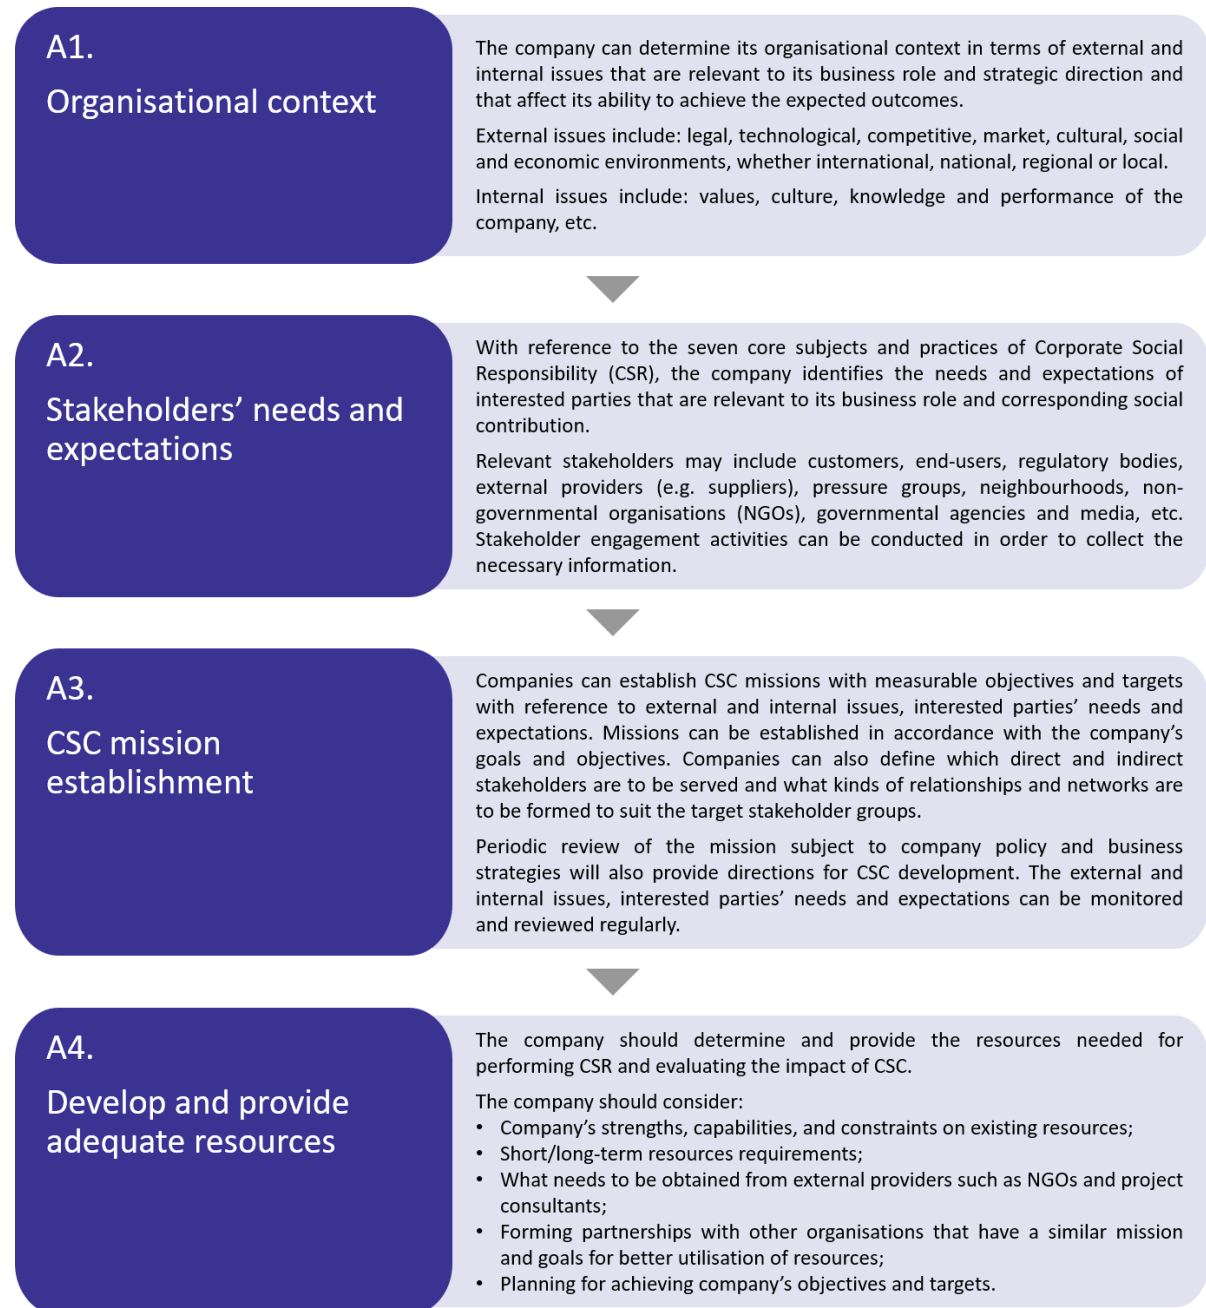 A1.
Organisational context
The company can determine its organisational context in terms of external and
internal issues that are relevant to its business role and strategic direction and
that affect its ability to achieve the expected outcomes.
External issues include: legal, technological, competitive, market, cultural, social
and economic environments, whether international, national, regional or local.
Internal issues include: values, culture, knowledge and performance of the
company, etc.
A2.
Stakeholders’ needs and
expectations
With reference to the seven core subjects and practices of Corporate Social
Responsibility (CSR), the company identifies the needs and expectations of
interested parties that are relevant to its business role and corresponding social
contribution.
Relevant stakeholders may include customers, end-users, regulatory bodies,
external providers (e.g. suppliers), pressure groups, neighbourhoods, non-
governmental organisations (NGOs), governmental agencies and media, etc.
Stakeholder engagement activities can be conducted in order to collect the
necessary information.
A3.
CSC mission
establishment
Companies can establish CSC missions with measurable objectives and targets
with reference to external and internal issues, interested parties’ needs and
expectations. Missions can be established in accordance with the company’s
goals and objectives. Companies can also define which direct and indirect
stakeholders are to be served and what kinds of relationships and networks are
to be formed to suit the target stakeholder groups.
Periodic review of the mission subject to company policy and business
strategies will also provide directions for CSC development. The external and
internal issues, interested parties’ needs and expectations can be monitored
and reviewed regularly.
A4.
Develop and provide
adequate resources
The company should determine and provide the resources needed for
performing CSR and evaluating the impact of CSC.
The company should consider:
• Company’s strengths, capabilities, and constraints on existing resources;
• Short/long-term resources requirements;
• What needs to be obtained from external providers such as NGOs and project
consultants;
• Forming partnerships with other organisations that have a similar mission
and goals for better utilisation of resources;
• Planning for achieving company’s objectives and targets.